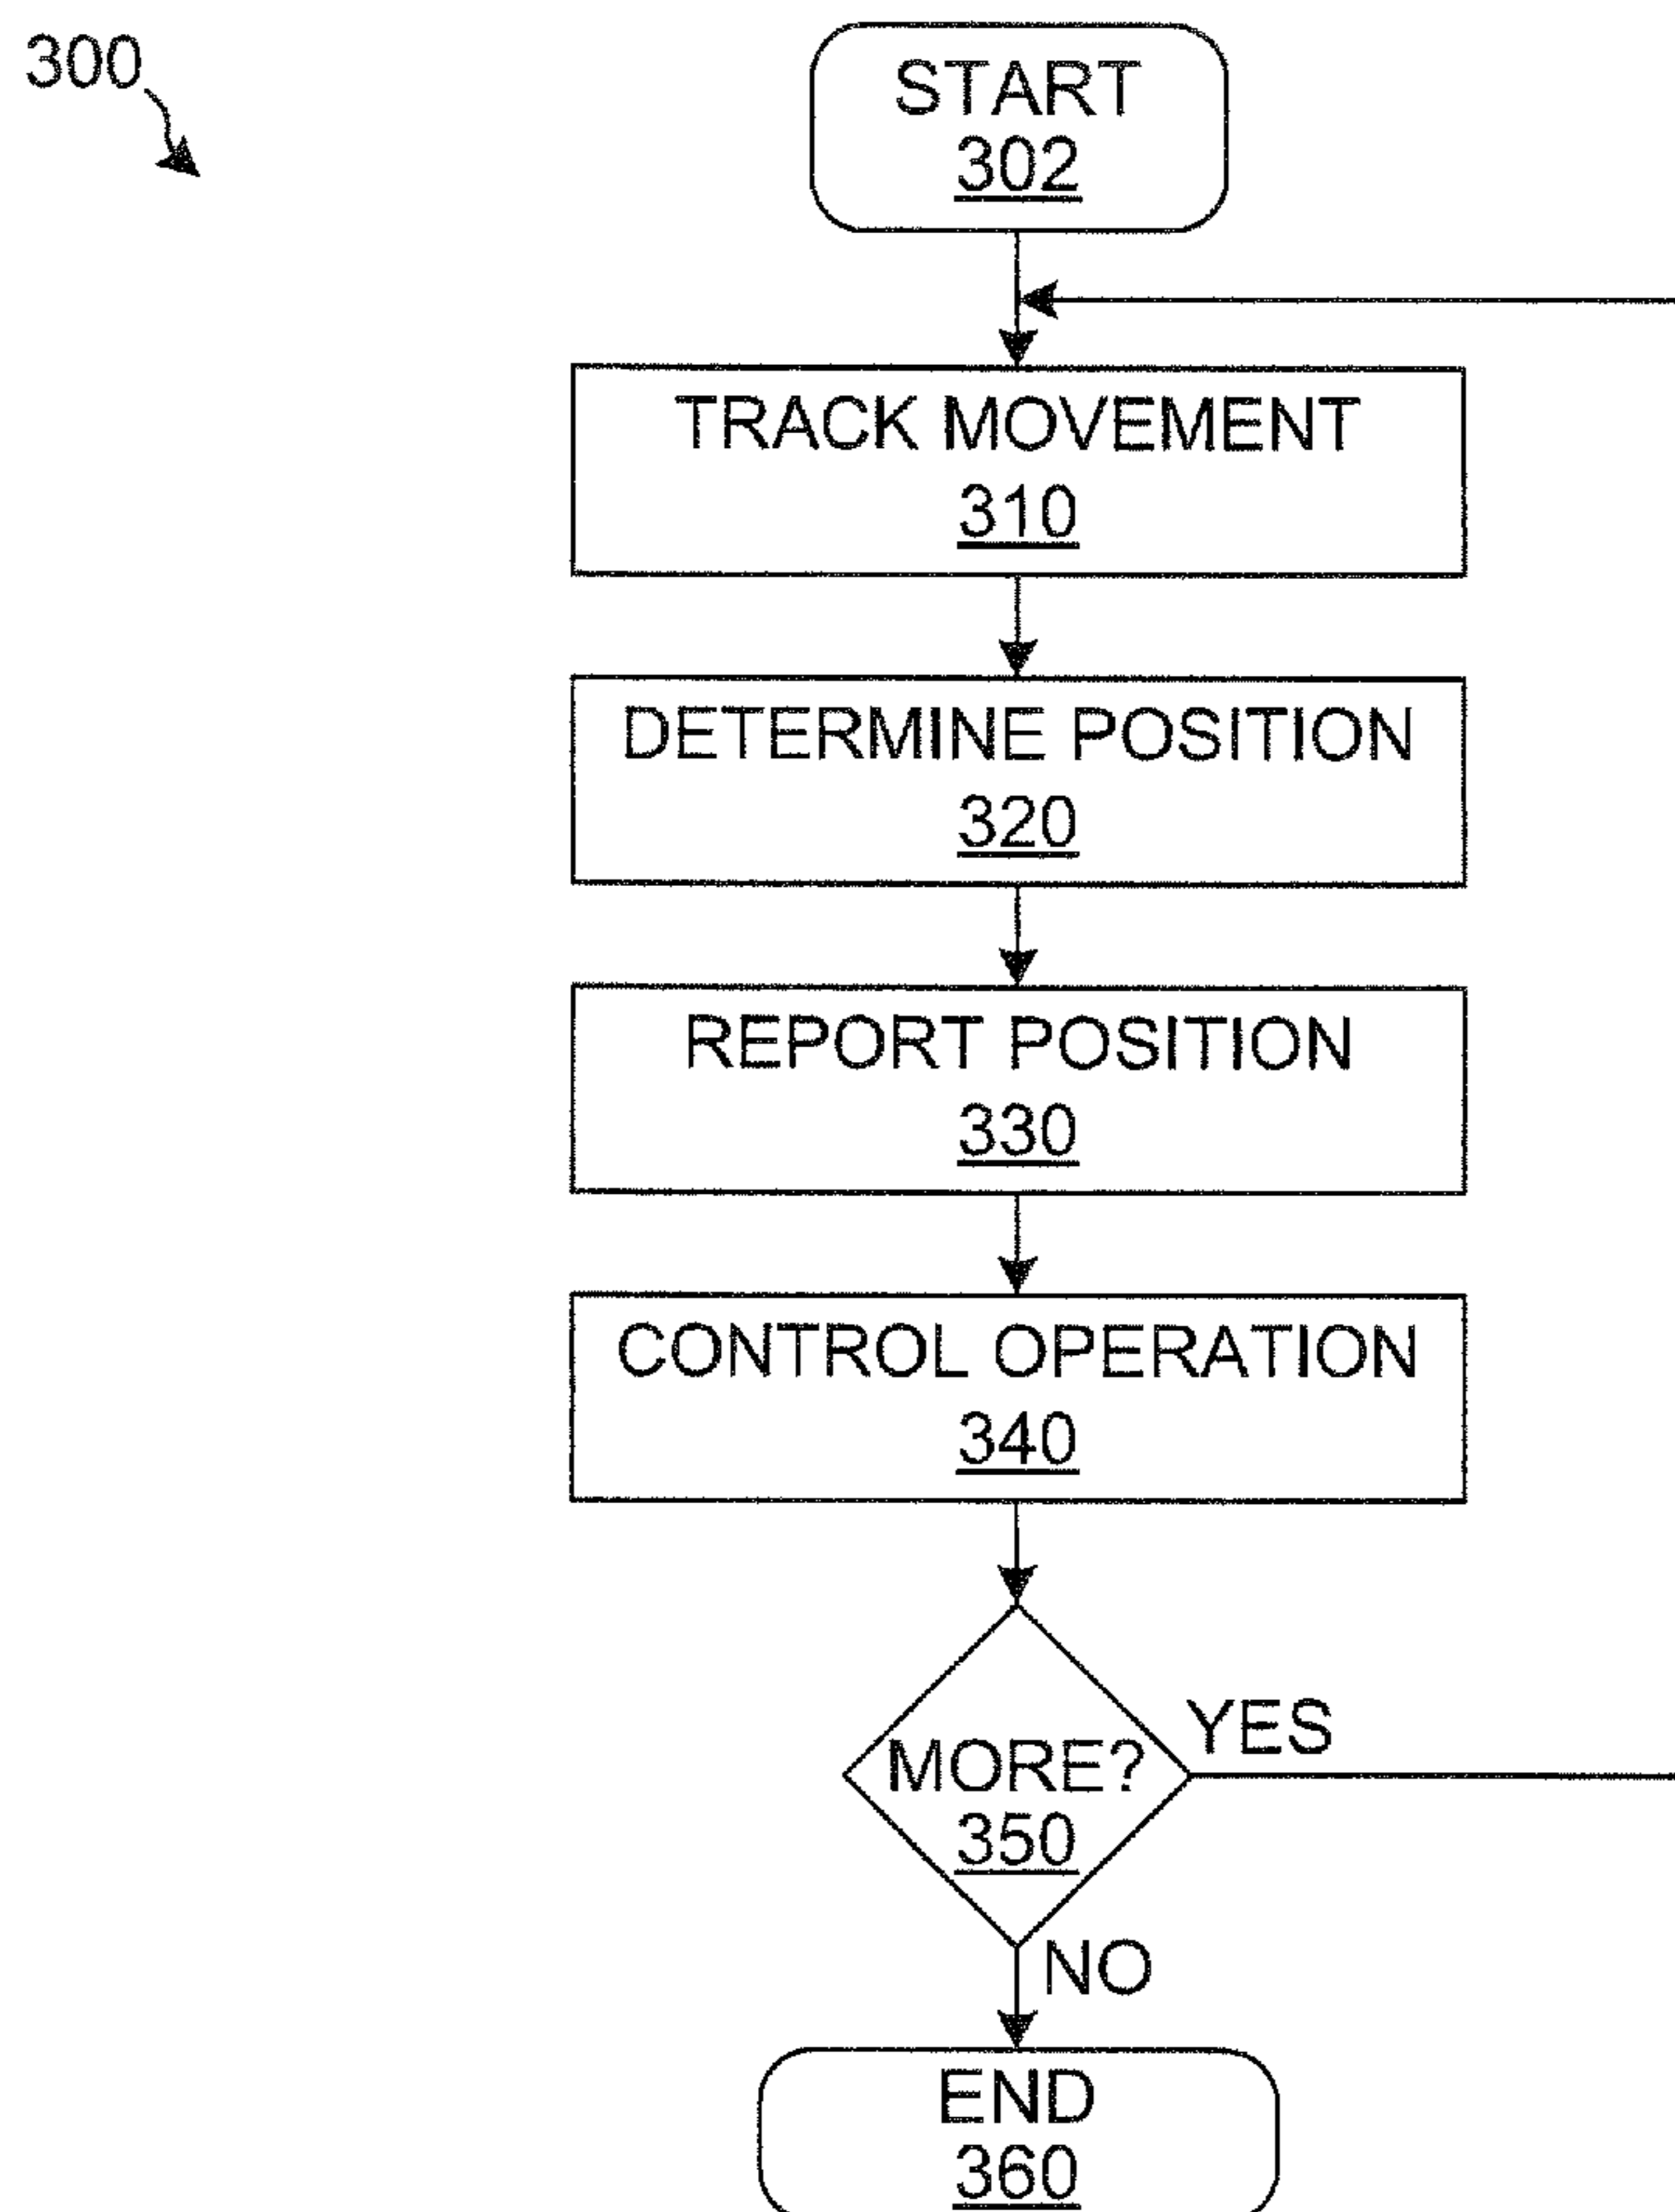 300
START
302
TRACK MOVEMENT
310
DETERMINE POSITION
320
REPORT POSITION
330
CONTROL OPERATION
340
MORE?
350
YES
NO
END
360